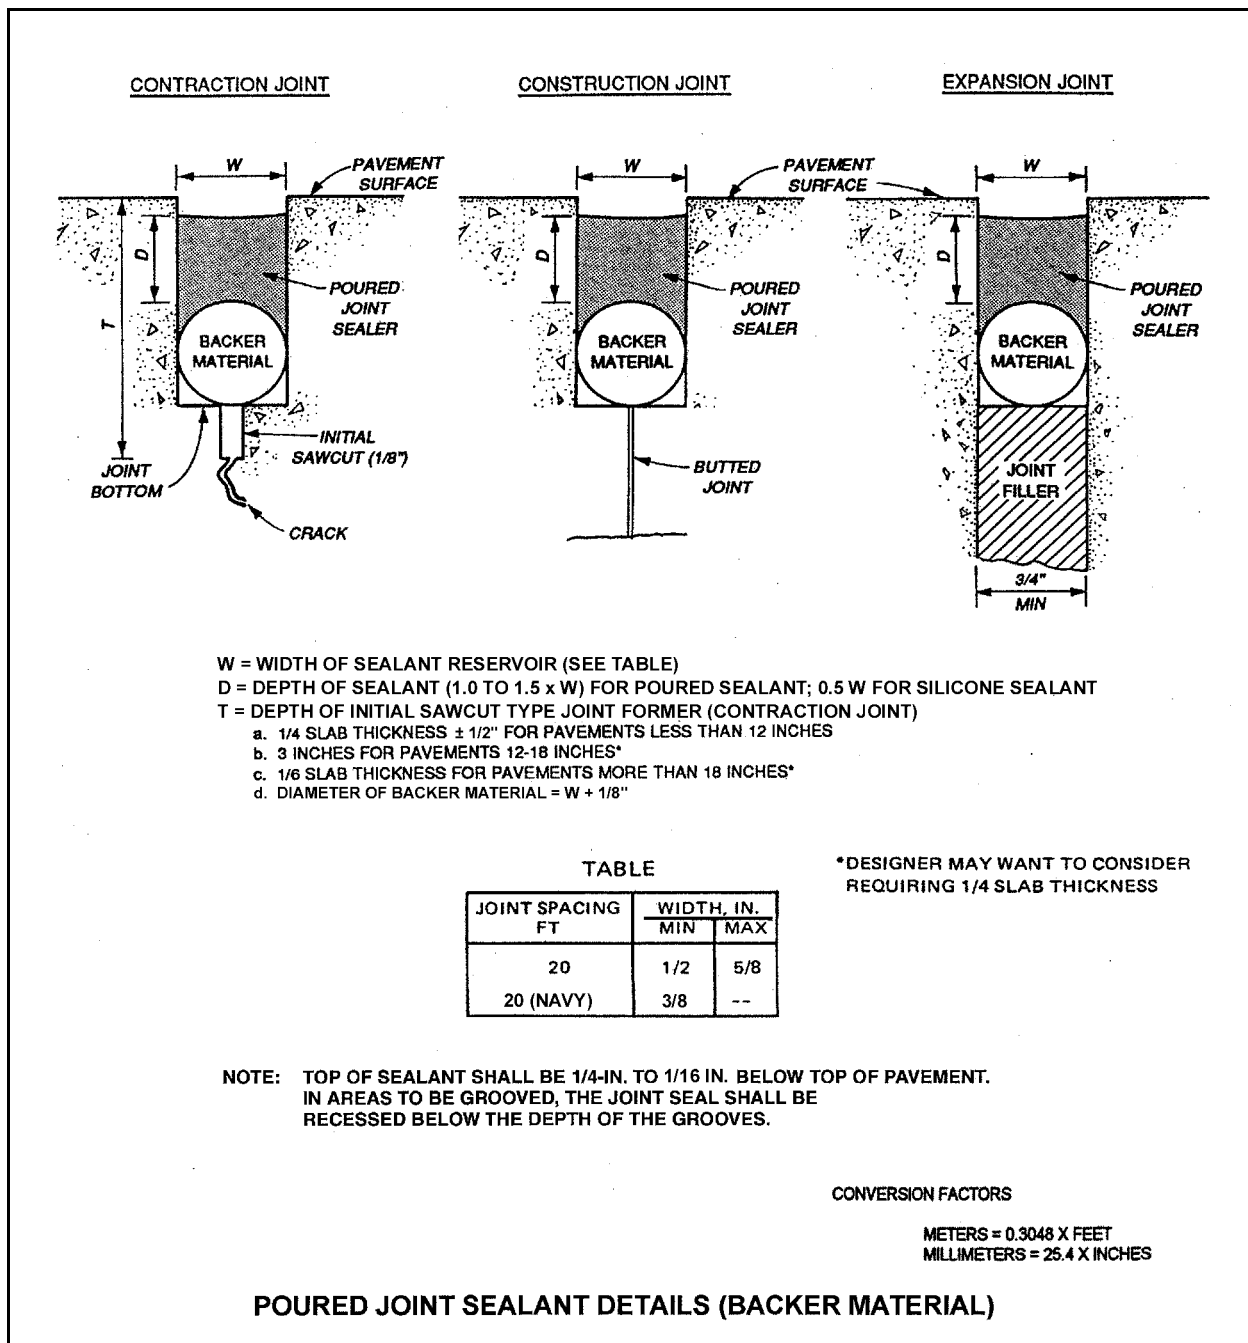 CONTRACTION JOINT
CONSTRUCTION JOINT
EXPANSION JOINT
W
PAVEMENT
SURFACE
D
T
POURED
JOINT
SEALER
BACKER
MATERIAL
INITIAL
SAWCUT (1/8")
JOINT
BOTTOM
CRACK
W
PAVEMENT
SURFACE
D
POURED
JOINT
SEALER
BACKER
MATERIAL
BUTTED
JOINT
W
D
POURED
JOINT
SEALER
BACKER
MATERIAL
JOINT
FILLER
3/4"
MIN
W = WIDTH OF SEALANT RESERVOIR (SEE TABLE)
D = DEPTH OF SEALANT (1.0 TO 1.5 x W) FOR POURED SEALANT; 0.5 W FOR SILICONE SEALANT
T = DEPTH OF INITIAL SAWCUT TYPE JOINT FORMER (CONTRACTION JOINT)
a. 1/4 SLAB THICKNESS ± 1/2" FOR PAVEMENTS LESS THAN 12 INCHES
b. 3 INCHES FOR PAVEMENTS 12-18 INCHES*
c. 1/6 SLAB THICKNESS FOR PAVEMENTS MORE THAN 18 INCHES*
d. DIAMETER OF BACKER MATERIAL = W + 1/8"
*DESIGNER MAY WANT TO CONSIDER
REQUIRING 1/4 SLAB THICKNESS
TABLE
JOINT SPACING WIDTH, IN.
FT MIN MAX
20 1/2 5/8
20 (NAVY) 3/8 --
NOTE: TOP OF SEALANT SHALL BE 1/4-IN. TO 1/16 IN. BELOW TOP OF PAVEMENT.
IN AREAS TO BE GROOVED, THE JOINT SEAL SHALL BE
RECESSED BELOW THE DEPTH OF THE GROOVES.
CONVERSION FACTORS
METERS = 0.3048 X FEET
MILLIMETERS = 25.4 X INCHES
POURED JOINT SEALANT DETAILS (BACKER MATERIAL)